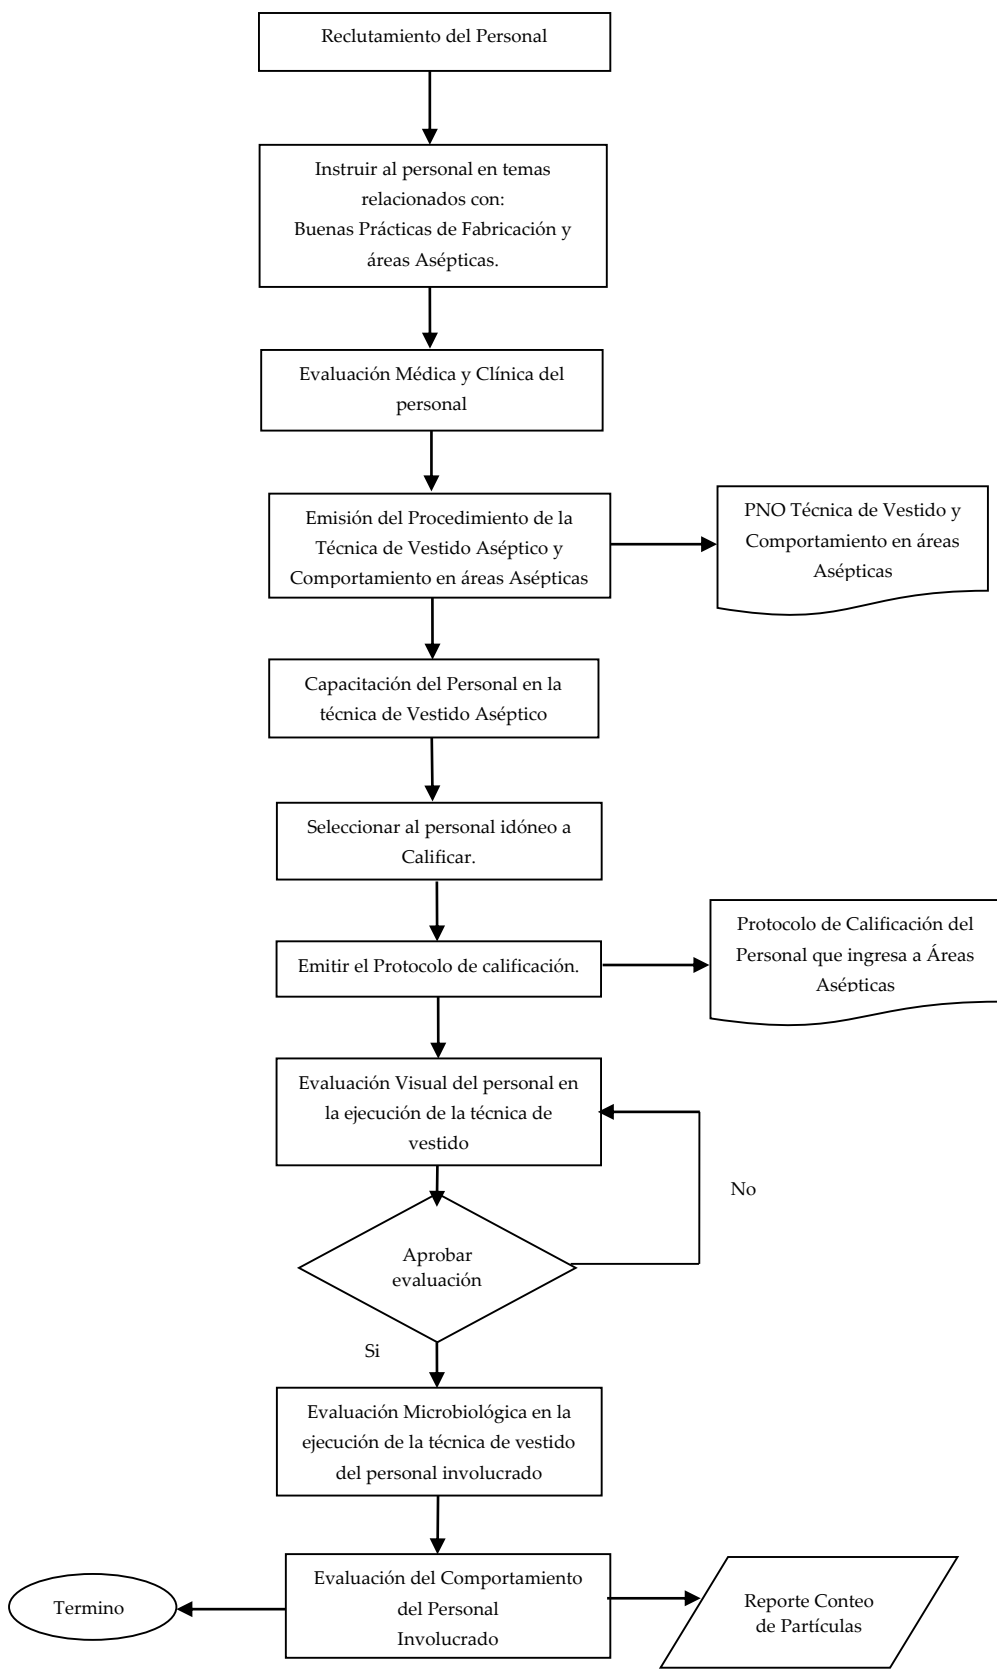 Reclutamiento del Personal
Instruir al personal en temas
relacionados con:
Buenas Prácticas de Fabricación y
áreas Asépticas.
Evaluación Médica y Clínica del
personal
Emisión del Procedimiento de la
Técnica de Vestido Aséptico y
Comportamiento en áreas Asépticas
PNO Técnica de Vestido y
Comportamiento en áreas
Asépticas
Capacitación del Personal en la
técnica de Vestido Aséptico
Seleccionar al personal idóneo a
Calificar.
Emitir el Protocolo de calificación.
Protocolo de Calificación del
Personal que ingresa a Áreas
Asépticas
Evaluación Visual del personal en
la ejecución de la técnica de
vestido
No
Aprobar
evaluación
Si
Evaluación Microbiológica en la
ejecución de la técnica de vestido
del personal involucrado
Evaluación del Comportamiento
del Personal
Involucrado
Termino
Reporte Conteo
de Partículas